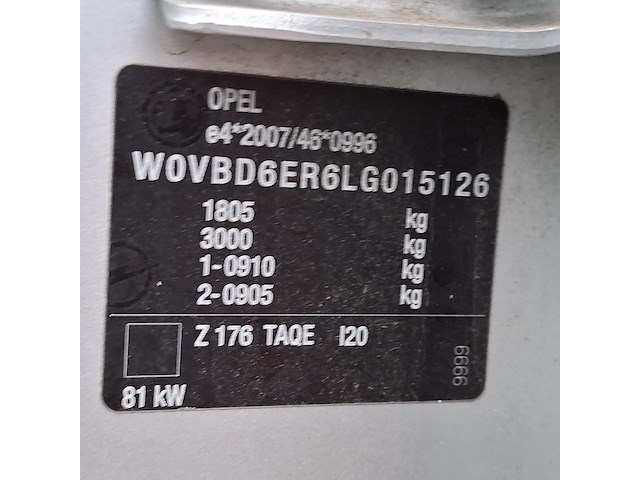 OPEL
e4*2007/46*0996
W0VBD6ER6LG015126
1805 kg
3000 kg
1-0910 kg
2-0905 kg
Z 176 TAQE I20
81 kW
9999